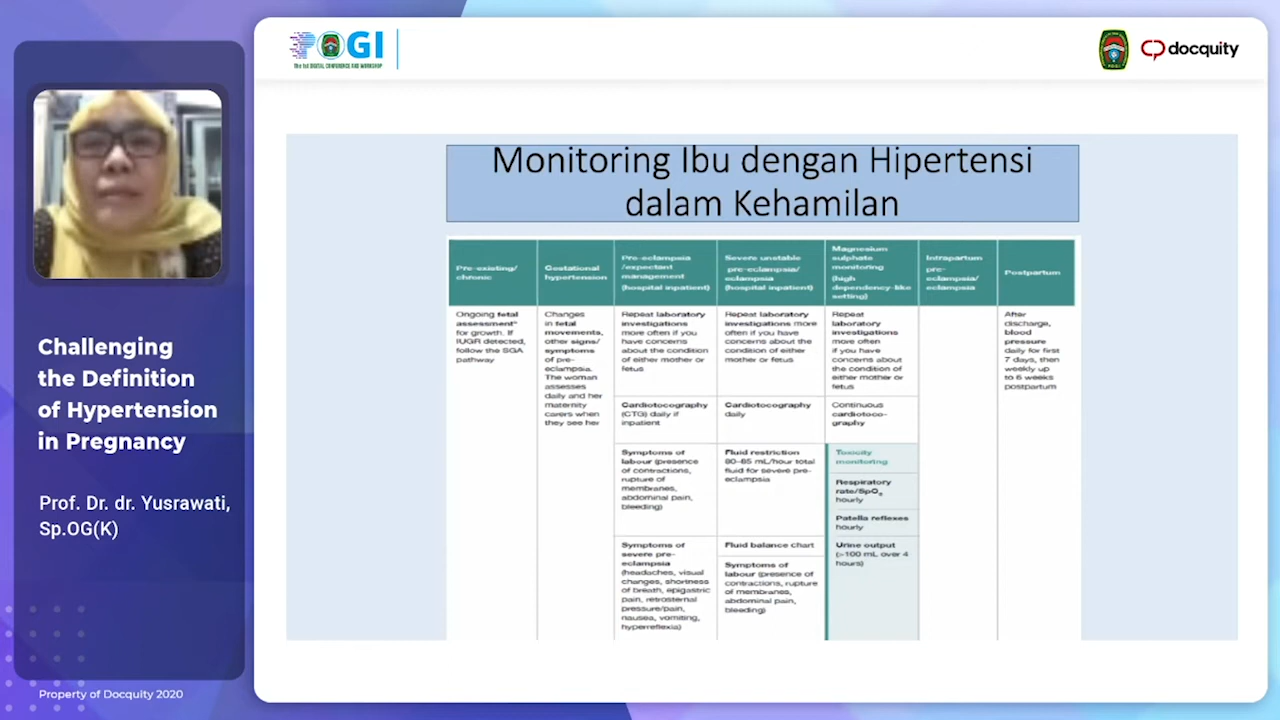 POGI
The 1st DIGITAL CONFERENCE AND WORKSHOP
POGI
docquity
Challenging
the Definition
of Hypertension
in Pregnancy
Prof. Dr. dr. Yusrawati,
Sp.OG(K)
Property of Docquity 2020
Monitoring Ibu dengan Hipertensi
dalam Kehamilan
Pre-existing/
chronic
Gestational
hypertension
Pre-eclampsia
/expectant
management
(hospital inpatient)
Severe unstable
pre-eclampsia/
eclampsia
(hospital inpatient)
Magnesium
sulphate
monitoring
(high
dependency-like
setting)
Intrapartum
pre-
eclampsia/
eclampsia
Postpartum
Ongoing fetal
assessment*
for growth. If
IUGR detected,
follow the SGA
pathway
Changes
in fetal
movements,
other signs/
symptoms
of pre-
eclampsia.
The woman
assesses
daily and her
maternity
carers when
they see her
Repeat laboratory
investigations
more often if you
have concerns
about the condition
of either mother or
fetus
Repeat laboratory
investigations more
often if you have
concerns about the
condition of either
mother or fetus
Repeat
laboratory
investigations
more often
if you have
concerns about
the condition of
either mother or
fetus
After
discharge,
blood
pressure
daily for first
7 days, then
weekly up
to 6 weeks
postpartum
Cardiotocography
(CTG) daily if
inpatient
Cardiotocography
daily
Continuous
cardiotoco-
graphy
Symptoms of
labour (presence
of contractions,
rupture of
membranes,
abdominal pain,
bleeding)
Fluid restriction
80–85 mL/hour total
fluid for severe pre-
eclampsia
Toxicity
monitoring
Respiratory
rate/SpO₂
hourly
Patella reflexes
hourly
Symptoms of
severe pre-
eclampsia
(headaches, visual
changes, shortness
of breath, epigastric
pain, retrosternal
pressure/pain,
nausea, vomiting,
hyperreflexia)
Fluid balance chart
Symptoms of
labour (presence of
contractions, rupture
of membranes,
abdominal pain,
bleeding)
Urine output
(>100 mL over 4
hours)